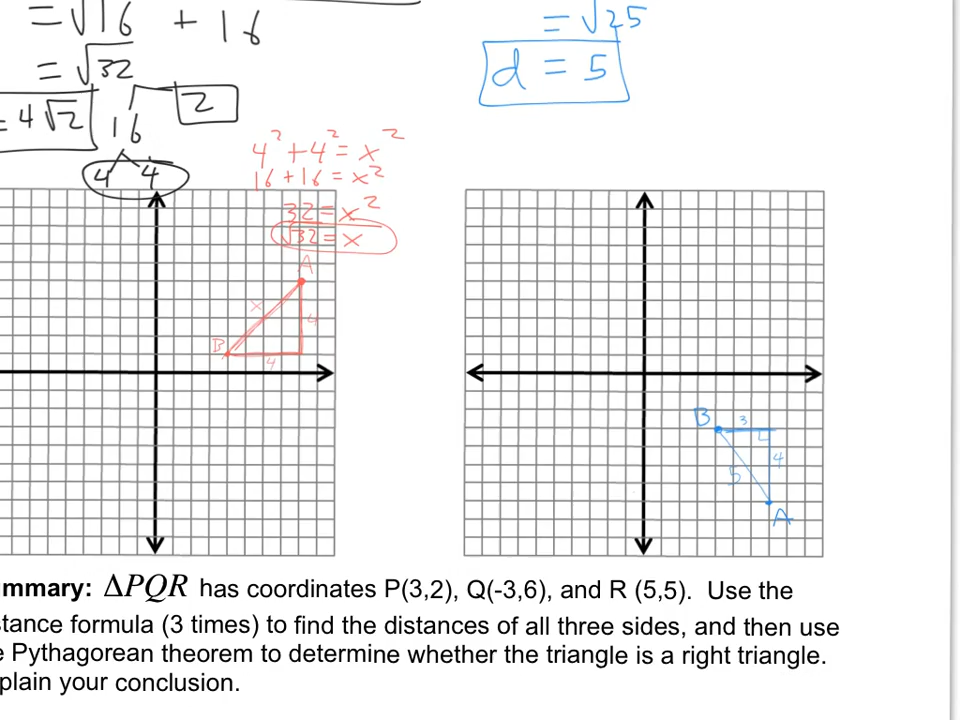 = √16 + 16
= √32
= 4√2
16
2
4 4
= √25
d = 5
4² + 4² = x²
16 + 16 = x²
32 = x²
√32 = x
A
x
4
B
4
B
3
4
5
A
mmary: ΔPQR has coordinates P(3,2), Q(-3,6), and R (5,5). Use the
tance formula (3 times) to find the distances of all three sides, and then use
e Pythagorean theorem to determine whether the triangle is a right triangle.
plain your conclusion.